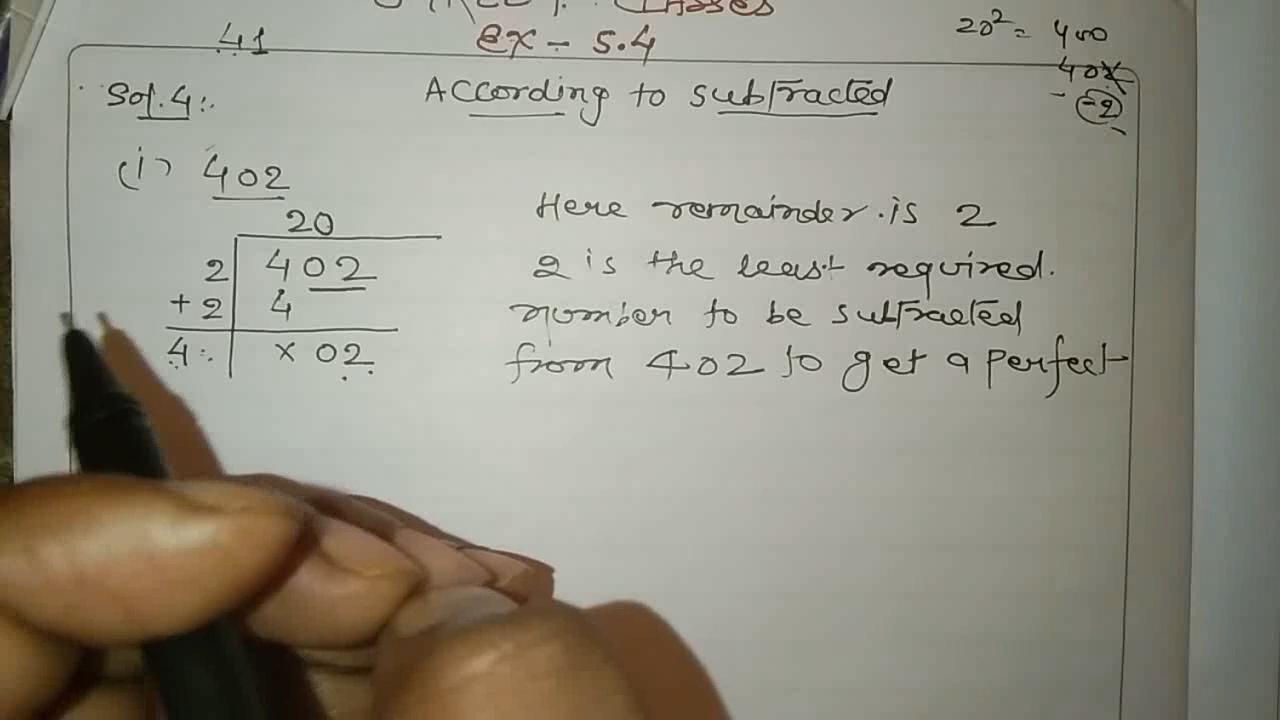 Classes
41
Ex - 5.4
20² = 400
402
-2
Sol. 4:.
According to subtracted
(i) 402
20
2 402
+ 2 4
4 x 02
Here remainder is 2
2 is the least required.
number to be subtracted
from 402 to get a perfect